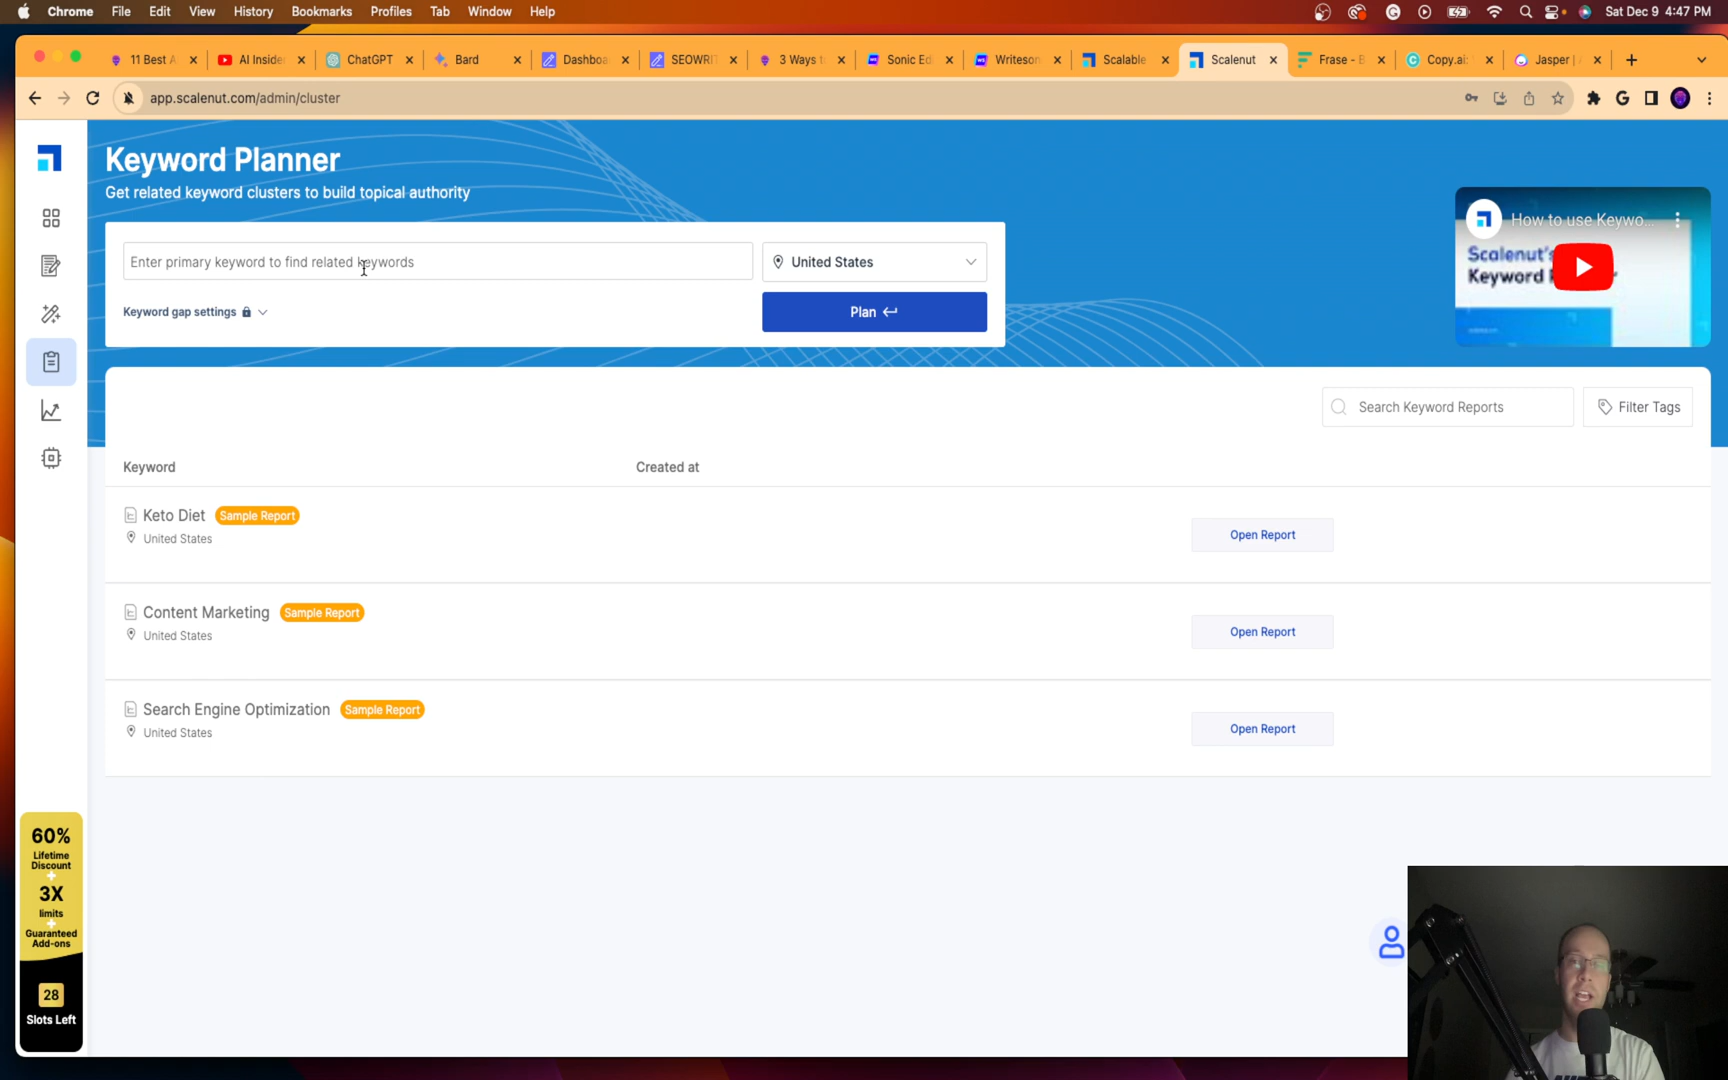 Chrome File Edit View History Bookmarks Profiles Tab Window Help Sat Dec 9 4:47 PM
11 Best A AI Inside ChatGPT Bard Dashboa SEOWRI 3 Ways t Sonic Ed Writeson Scalable Scalenut Frase - B Copy.ai: Jasper |
app.scalenut.com/admin/cluster
Keyword Planner
Get related keyword clusters to build topical authority
Enter primary keyword to find related keywords
United States
Keyword gap settings
Plan
How to use Keywo...
Scalenut's
Keyword
Search Keyword Reports
Filter Tags
Keyword Created at
Keto Diet Sample Report
United States
Open Report
Content Marketing Sample Report
United States
Open Report
Search Engine Optimization Sample Report
United States
Open Report
60%
Lifetime
Discount
+
3X
limits
+
Guaranteed
Add-ons
28
Slots Left